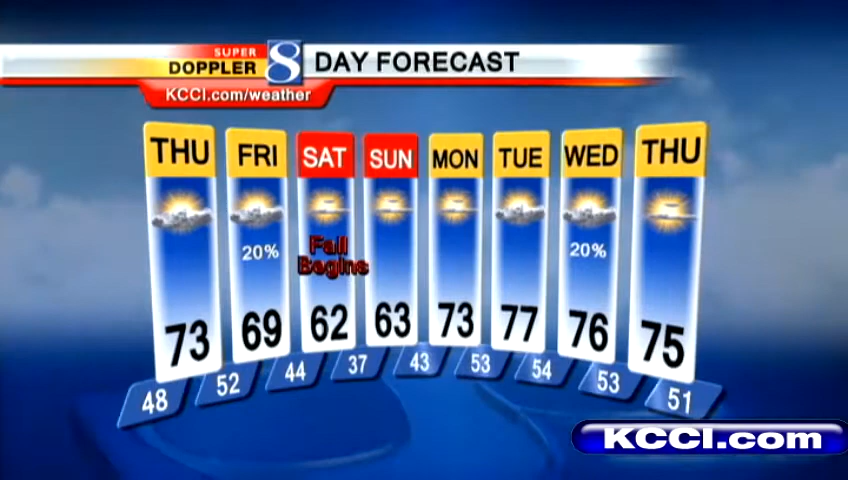 SUPER
DOPPLER 8 DAY FORECAST
KCCI.com/weather
THU FRI SAT SUN MON TUE WED THU
20% Fall Begins 20%
73 69 62 63 73 77 76 75
48 52 44 37 43 53 54 53 51
KCCI.com